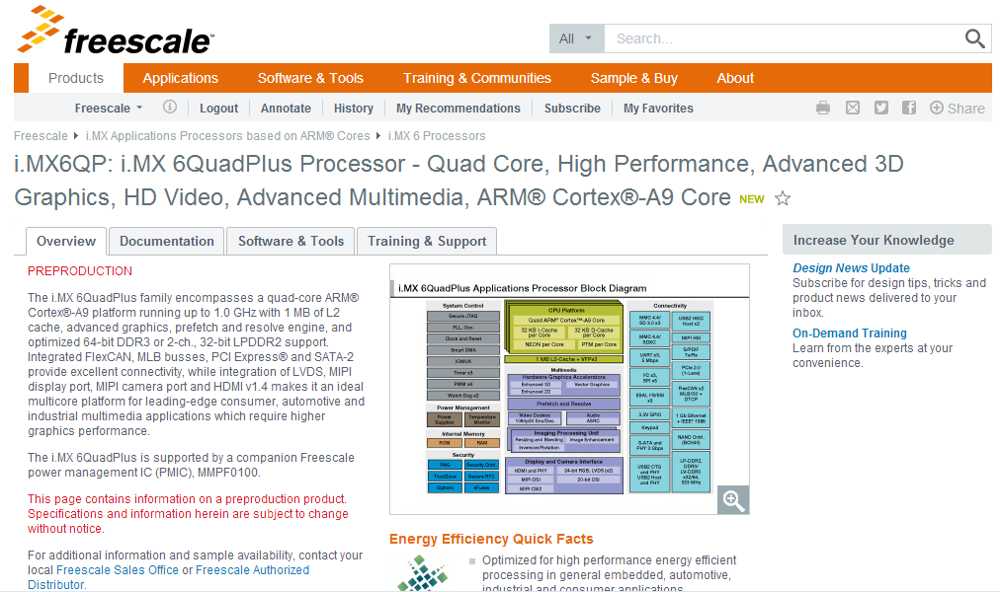 freescale™
All
Search...
Products
Applications
Software & Tools
Training & Communities
Sample & Buy
About
Freescale
Logout
Annotate
History
My Recommendations
Subscribe
My Favorites
Share
Freescale
i.MX Applications Processors based on ARM® Cores
i.MX 6 Processors
i.MX6QP: i.MX 6QuadPlus Processor - Quad Core, High Performance, Advanced 3D
Graphics, HD Video, Advanced Multimedia, ARM® Cortex®-A9 Core NEW
Overview
Documentation
Software & Tools
Training & Support
PREPRODUCTION
The i.MX 6QuadPlus family encompasses a quad-core ARM®
Cortex®-A9 platform running up to 1.0 GHz with 1 MB of L2
cache, advanced graphics, prefetch and resolve engine, and
optimized 64-bit DDR3 or 2-ch., 32-bit LPDDR2 support.
Integrated FlexCAN, MLB busses, PCI Express® and SATA-2
provide excellent connectivity, while integration of LVDS, MIPI
display port, MIPI camera port and HDMI v1.4 makes it an ideal
multicore platform for leading-edge consumer, automotive and
industrial multimedia applications which require higher
graphics performance.
The i.MX 6QuadPlus is supported by a companion Freescale
power management IC (PMIC), MMPF0100.
This page contains information on a preproduction product.
Specifications and information herein are subject to change
without notice.
For additional information and sample availability, contact your
local Freescale Sales Office or Freescale Authorized
Distributor.
i.MX 6QuadPlus Applications Processor Block Diagram
System Control
Secure JTAG
PLL, Osc.
Clock and Reset
Smart DMA
IOMUX
Timer x3
PWM x4
Watch Dog x2
Power Management
Power
Supplies
Temperature
Monitor
Internal Memory
ROM
RAM
Security
RNG
Security Cntrl.
TrustZone
Secure RTC
Ciphers
eFuses
CPU Platform
Quad ARM® Cortex™-A9 Core
32 KB I-Cache
per Core
32 KB D-Cache
per Core
NEON per Core
PTM per Core
1 MB L2-Cache + VFPv3
Multimedia
Hardware Graphics Accelerators
Enhanced 3D
Vector Graphics
Enhanced 2D
Prefetch and Resolve
Video Codecs
1080p30 Enc/Dec
Audio
ASRC
Imaging Processing Unit
Resizing and Blending
Image Enhancement
Inversion/Rotation
Display and Camera Interface
HDMI and PHY
24-bit RGB, LVDS (x2)
MIPI DSI
20-bit CSI
MIPI CSI2
Connectivity
MMC 4.4/
SD 3.0 x3
USB2 HSIC
Host x2
MMC 4.4/
SDXC
MIPI HSI
UART x5,
5 Mbps
S/PDIF
Tx/Rx
I²C x3,
SPI x5
PCIe 2.0
(1-Lane)
ESAI, I²S/SSI
x3
FlexCAN x2
MLB150 +
DTCP
3.3V GPIO
1 Gb Ethernet
+ IEEE® 1588
Keypad
S-ATA and
PHY 3 Gbps
NAND Cntrl.
(BCH40)
USB2 OTG
and PHY
USB2 Host
and PHY
LP-DDR2,
DDR3/
LV-DDR3
x32/64,
533 MHz
Energy Efficiency Quick Facts
Optimized for high performance energy efficient
processing in general embedded, automotive,
industrial and consumer applications
Increase Your Knowledge
Design News Update
Subscribe for design tips, tricks and
product news delivered to your
inbox.
On-Demand Training
Learn from the experts at your
convenience.